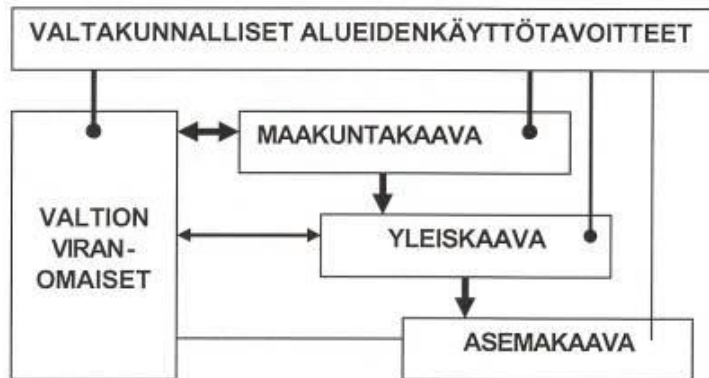 VALTAKUNNALLISET ALUEIDENKÄYTTÖTAVOITTEET
MAAKUNTAKAAVA
VALTION
VIRAN-
OMAISET
YLEISKAAVA
ASEMAKAAVA